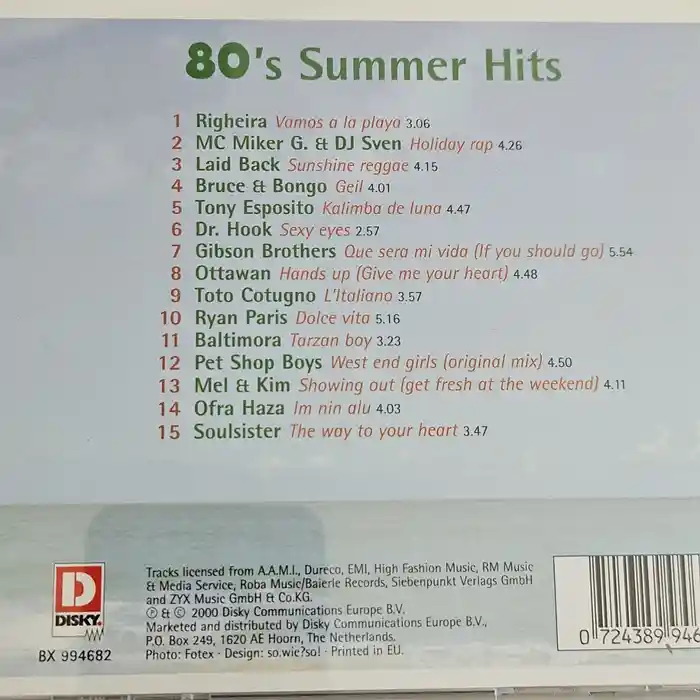 80's Summer Hits
1 Righeira Vamos a la playa 3.06
2 MC Miker G. & DJ Sven Holiday rap 4.26
3 Laid Back Sunshine reggae 4.15
4 Bruce & Bongo Geil 4.01
5 Tony Esposito Kalimba de luna 4.47
6 Dr. Hook Sexy eyes 2.57
7 Gibson Brothers Que sera mi vida (If you should go) 5.54
8 Ottawan Hands up (Give me your heart) 4.48
9 Toto Cotugno L'Italiano 3.57
10 Ryan Paris Dolce vita 5.16
11 Baltimora Tarzan boy 3.23
12 Pet Shop Boys West end girls (original mix) 4.50
13 Mel & Kim Showing out (get fresh at the weekend) 4.11
14 Ofra Haza Im nin alu 4.03
15 Soulsister The way to your heart 3.47
D
DISKY.
BX 994682
Tracks licensed from A.A.M.I., Dureco, EMI, High Fashion Music, RM Music
& Media Service, Roba Music/Baierle Records, Siebenpunkt Verlags GmbH
and ZYX Music GmbH & Co.KG.
℗ & © 2000 Disky Communications Europe B.V.
Marketed and distributed by Disky Communications Europe B.V.,
P.O. Box 249, 1620 AE Hoorn, The Netherlands.
Photo: Fotex · Design: so.wie?so! · Printed in EU.
0 724389 946